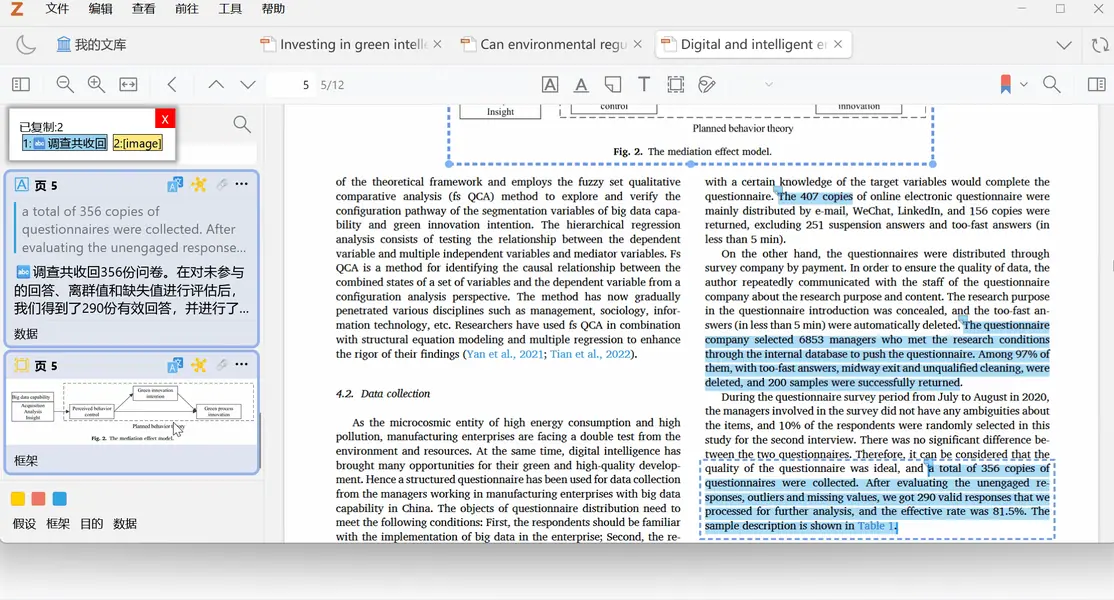 Z 文件 编辑 查看 前往 工具 帮助
我的文库
Investing in green intelle
Can environmental regu
Digital and intelligent e
5 5/12
已复制:2 X
1:abc 调查共收回 2:[image]
页 5
a total of 356 copies of
questionnaires were collected. After
evaluating the unengaged response...
abc 调查共收回356份问卷。在对未参与
的回答、离群值和缺失值进行评估后，
我们得到了290份有效回答，并进行了...
数据
页 5
Big data capability
Acquisition
Analysis
Insight
Perceived behavior
control
Green innovation
intention
Green process
innovation
Planned behavior
Fig. 2. The mediation effect model.
框架
假设 框架 目的 数据
Insight
control
innovation
Planned behavior theory
Fig. 2. The mediation effect model.
of the theoretical framework and employs the fuzzy set qualitative
comparative analysis (fs QCA) method to explore and verify the
configuration pathway of the segmentation variables of big data capa-
bility and green innovation intention. The hierarchical regression
analysis consists of testing the relationship between the dependent
variable and multiple independent variables and mediator variables. Fs
QCA is a method for identifying the causal relationship between the
combined states of a set of variables and the dependent variable from a
configuration analysis perspective. The method has now gradually
penetrated various disciplines such as management, sociology, infor-
mation technology, etc. Researchers have used fs QCA in combination
with structural equation modeling and multiple regression to enhance
the rigor of their findings (Yan et al., 2021; Tian et al., 2022).
4.2. Data collection
As the microcosmic entity of high energy consumption and high
pollution, manufacturing enterprises are facing a double test from the
environment and resources. At the same time, digital intelligence has
brought many opportunities for their green and high-quality develop-
ment. Hence a structured questionnaire has been used for data collection
from the managers working in manufacturing enterprises with big data
capability in China. The objects of questionnaire distribution need to
meet the following conditions: First, the respondents should be familiar
with the implementation of big data in the enterprise; Second, the re-
with a certain knowledge of the target variables would complete the
questionnaire. The 407 copies of online electronic questionnaire were
mainly distributed by e-mail, WeChat, LinkedIn, and 156 copies were
returned, excluding 251 suspension answers and too-fast answers (in
less than 5 min).
On the other hand, the questionnaires were distributed through
survey company by payment. In order to ensure the quality of data, the
author repeatedly communicated with the staff of the questionnaire
company about the research purpose and content. The research purpose
in the questionnaire introduction was concealed, and the too-fast an-
swers (in less than 5 min) were automatically deleted. The questionnaire
company selected 6853 managers who met the research conditions
through the internal database to push the questionnaire. Among 97% of
them, with too-fast answers, midway exit and unqualified cleaning, were
deleted, and 200 samples were successfully returned.
During the questionnaire survey period from July to August in 2020,
the managers involved in the survey did not have any ambiguities about
the items, and 10% of the respondents were randomly selected in this
study for the second interview. There was no significant difference be-
tween the two questionnaires. Therefore, it can be considered that the
quality of the questionnaire was ideal, and a total of 356 copies of
questionnaires were collected. After evaluating the unengaged re-
sponses, outliers and missing values, we got 290 valid responses that we
processed for further analysis, and the effective rate was 81.5%. The
sample description is shown in Table 1.